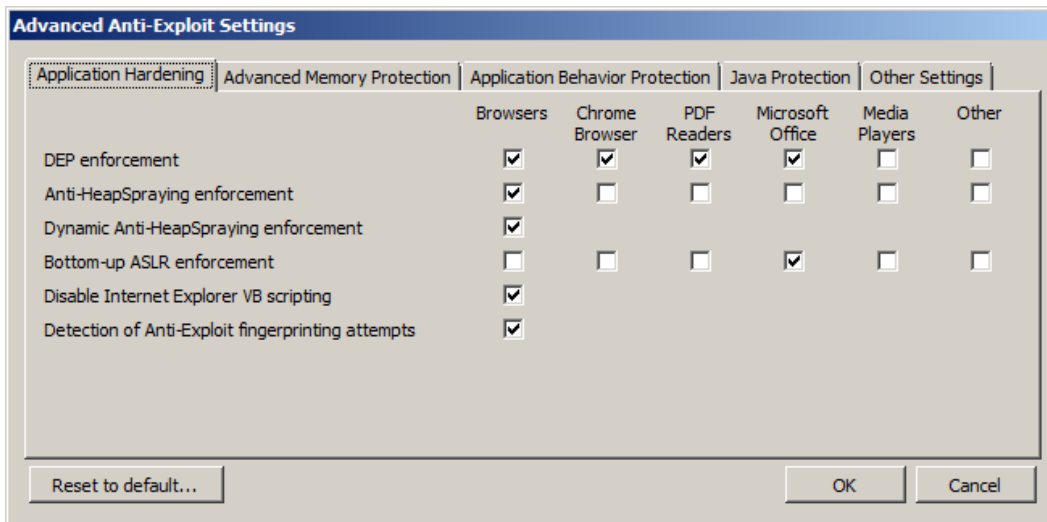 Advanced Anti-Exploit Settings
Application Hardening Advanced Memory Protection Application Behavior Protection Java Protection Other Settings
Browsers Chrome Browser PDF Readers Microsoft Office Media Players Other
DEP enforcement
Anti-HeapSpraying enforcement
Dynamic Anti-HeapSpraying enforcement
Bottom-up ASLR enforcement
Disable Internet Explorer VB scripting
Detection of Anti-Exploit fingerprinting attempts
Reset to default... OK Cancel